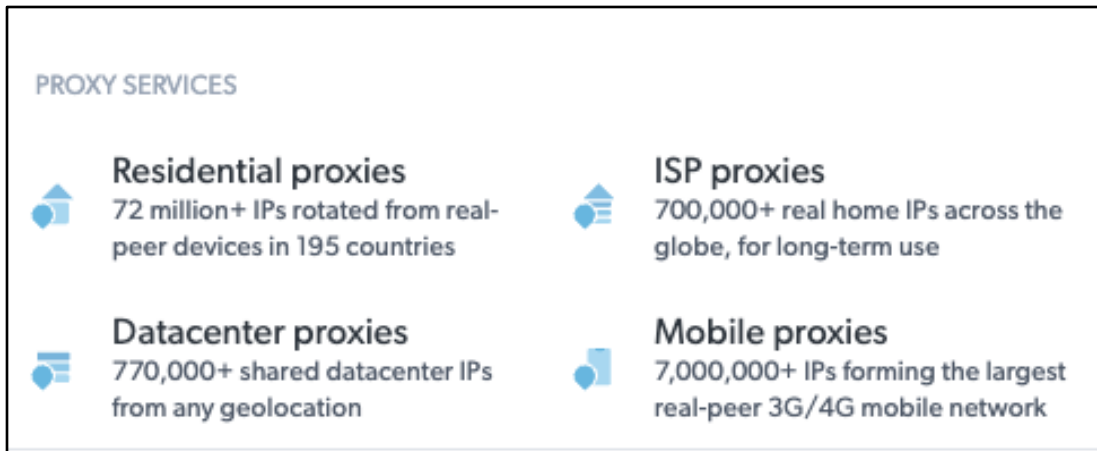 PROXY SERVICES
Residential proxies
72 million+ IPs rotated from real-
peer devices in 195 countries
ISP proxies
700,000+ real home IPs across the
globe, for long-term use
Datacenter proxies
770,000+ shared datacenter IPs
from any geolocation
Mobile proxies
7,000,000+ IPs forming the largest
real-peer 3G/4G mobile network